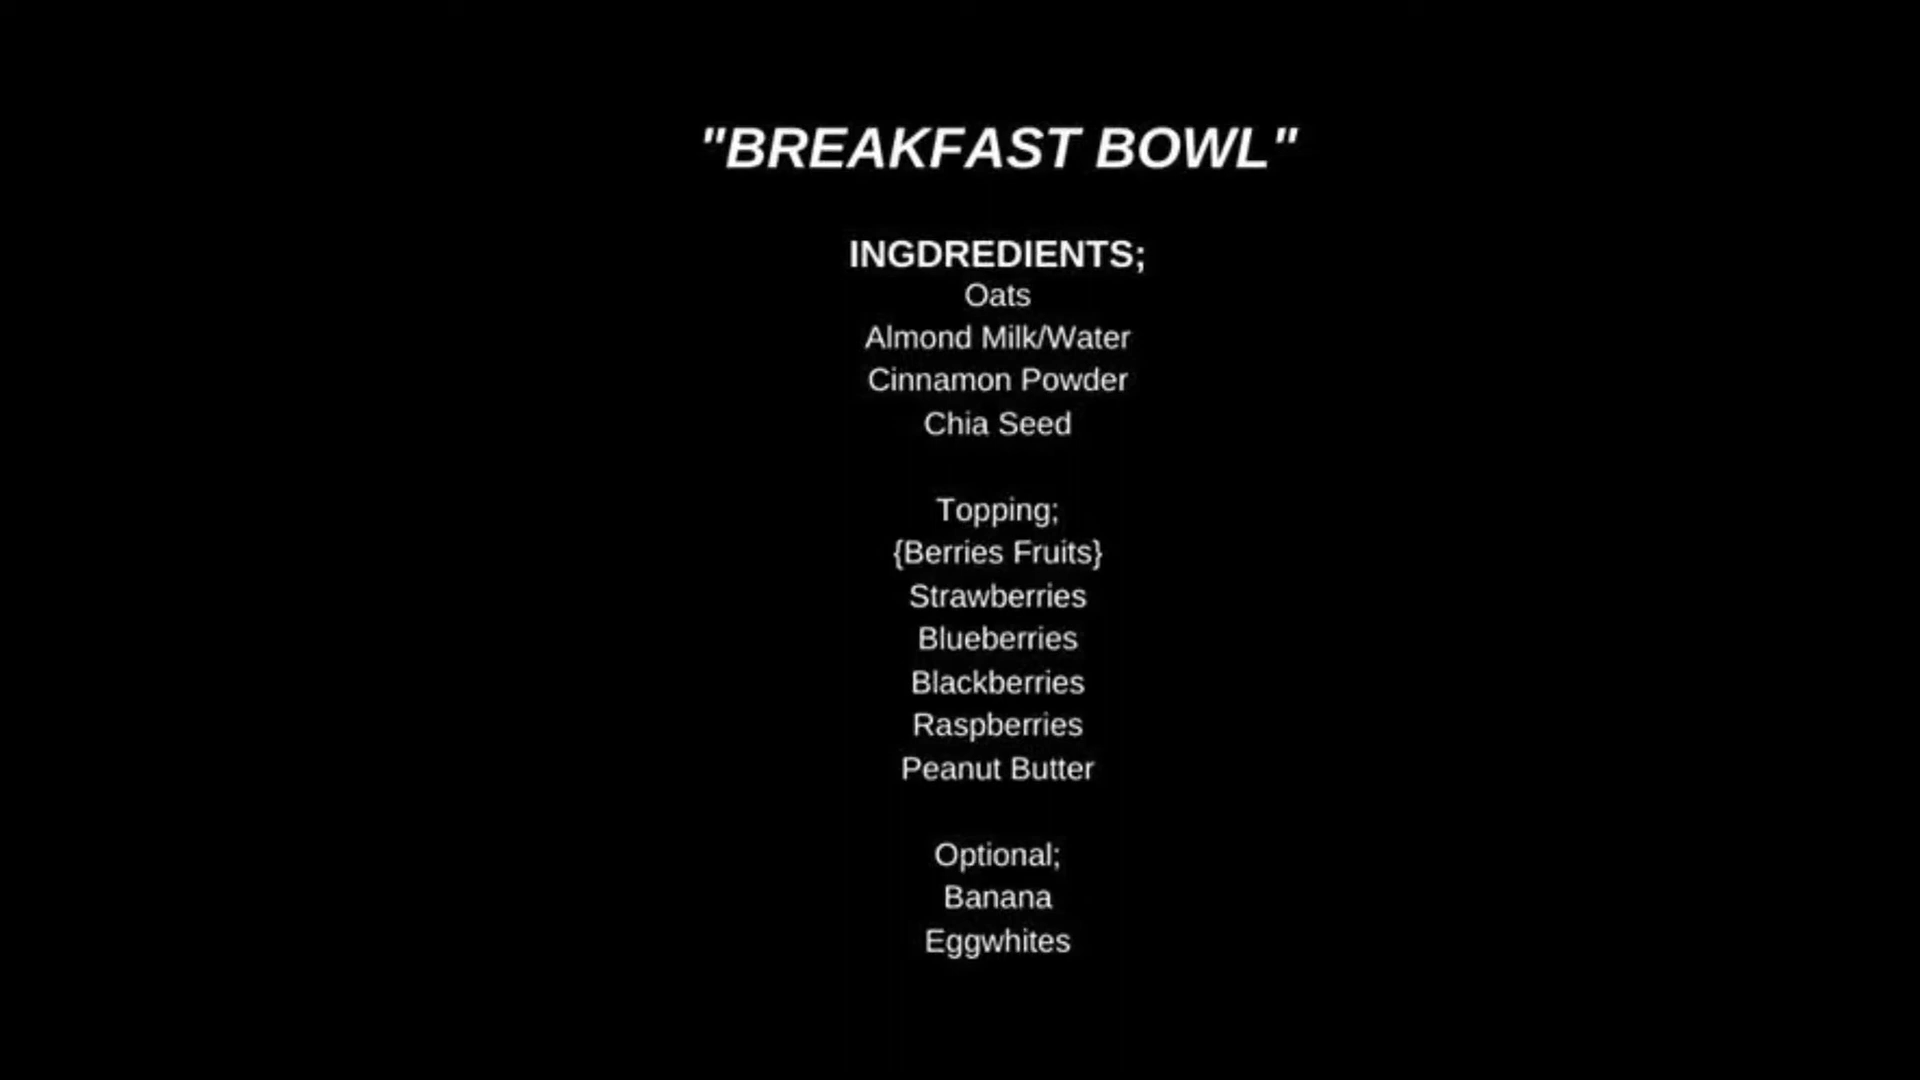 "BREAKFAST BOWL"
INGDREDIENTS;
Oats
Almond Milk/Water
Cinnamon Powder
Chia Seed
Topping;
{Berries Fruits}
Strawberries
Blueberries
Blackberries
Raspberries
Peanut Butter
Optional;
Banana
Eggwhites